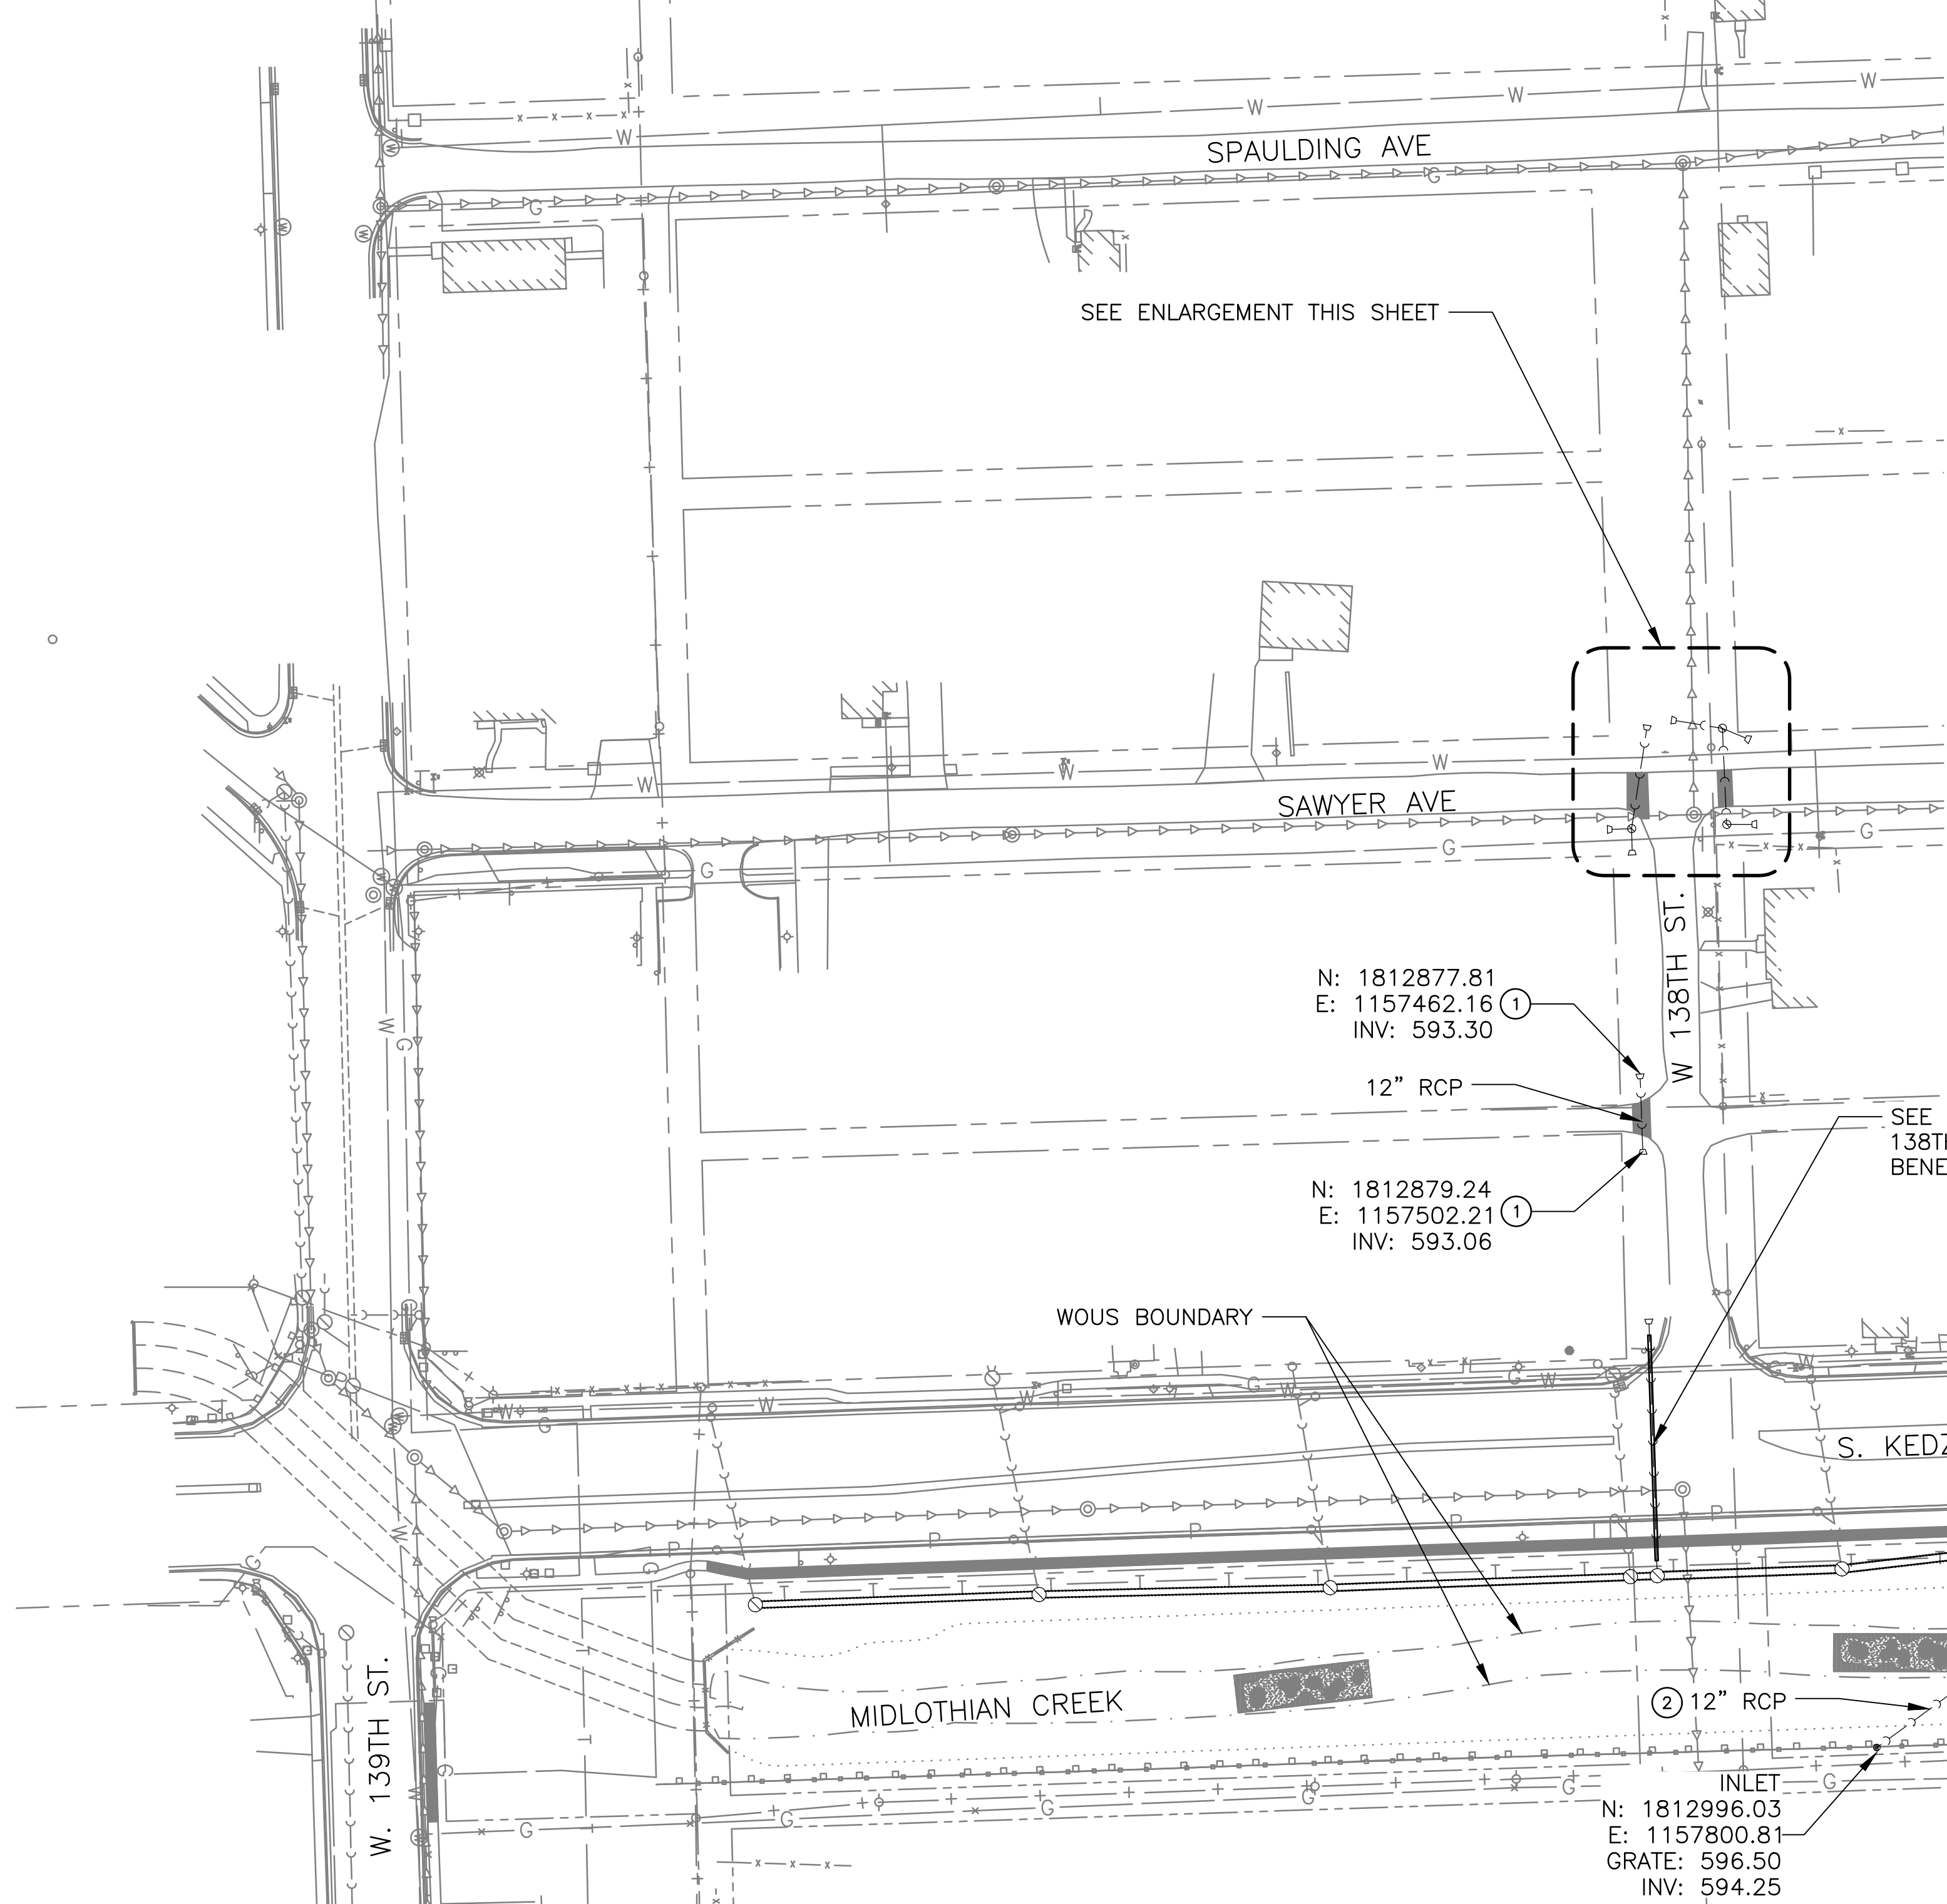 SPAULDING AVE
SEE ENLARGEMENT THIS SHEET
SAWYER AVE
W 138TH ST.
N: 1812877.81
E: 1157462.16 1
INV: 593.30
12" RCP
SEE
138TH
BENE
N: 1812879.24
E: 1157502.21 1
INV: 593.06
WOUS BOUNDARY
S. KEDZ
MIDLOTHIAN CREEK
W. 139TH ST.
2 12" RCP
INLET
N: 1812996.03
E: 1157800.81
GRATE: 596.50
INV: 594.25